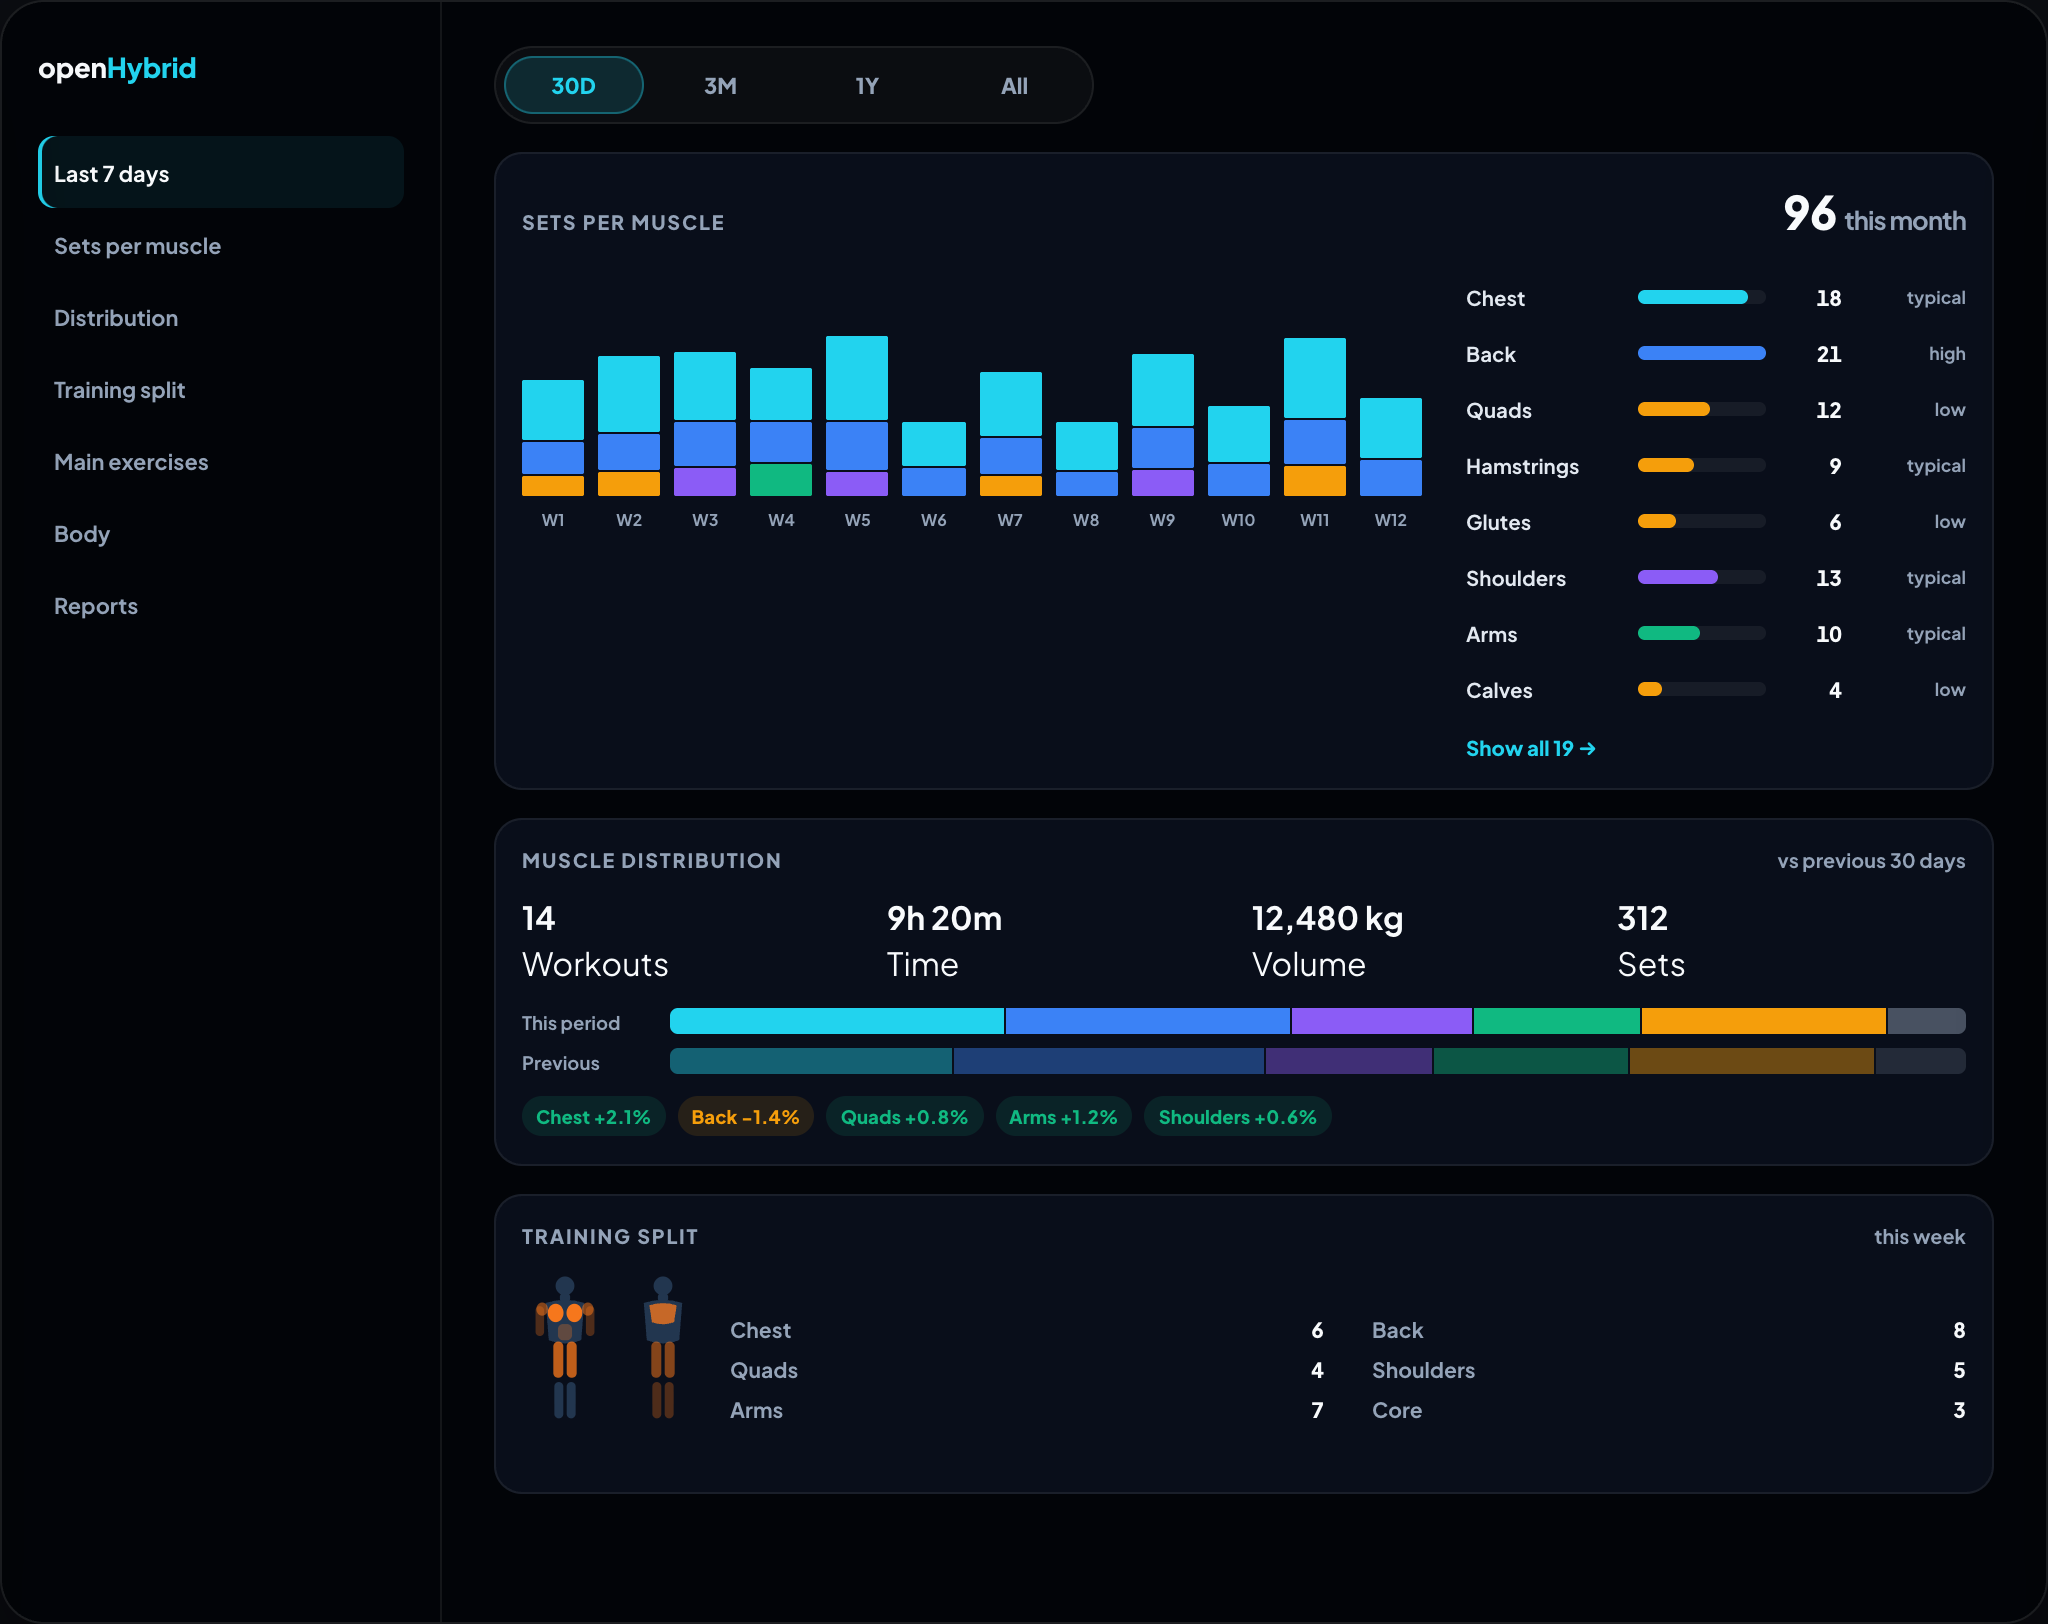 openHybrid
Last 7 days
Sets per muscle
Distribution
Training split
Main exercises
Body
Reports
30D 3M 1Y All
SETS PER MUSCLE
96 this month
W1 W2 W3 W4 W5 W6 W7 W8 W9 W10 W11 W12
Chest 18 typical
Back 21 high
Quads 12 low
Hamstrings 9 typical
Glutes 6 low
Shoulders 13 typical
Arms 10 typical
Calves 4 low
Show all 19 →
MUSCLE DISTRIBUTION
vs previous 30 days
14 9h 20m 12,480 kg 312
Workouts Time Volume Sets
This period
Previous
Chest +2.1% Back −1.4% Quads +0.8% Arms +1.2% Shoulders +0.6%
TRAINING SPLIT
this week
Chest 6 Back 8
Quads 4 Shoulders 5
Arms 7 Core 3